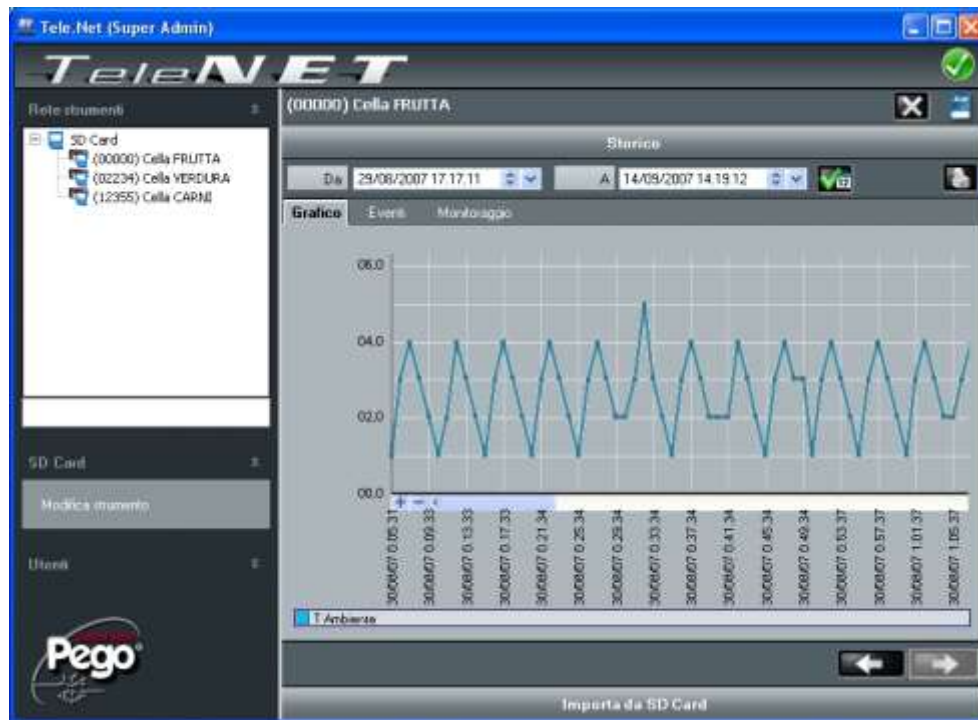 Tele.Net (Super Admin)
TeleNET
Rete strumenti
SD Card
(00000) Cella FRUTTA
(02234) Cella VERDURA
(12355) Cella CARNI
SD Card
Modifica strumento
Utenti
Pego
(00000) Cella FRUTTA
Storico
Da 29/08/2007 17.17.11 A 14/09/2007 14.19.12
Grafico Eventi Monitoraggio
06.0
04.0
02.0
00.0
30/08/07 0.05.31
30/08/07 0.09.33
30/08/07 0.13.33
30/08/07 0.17.33
30/08/07 0.21.34
30/08/07 0.25.34
30/08/07 0.29.34
30/08/07 0.33.34
30/08/07 0.37.34
30/08/07 0.41.34
30/08/07 0.45.34
30/08/07 0.49.34
30/08/07 0.53.37
30/08/07 0.57.37
30/08/07 1.01.37
30/08/07 1.05.37
T Ambiente
Importa da SD Card